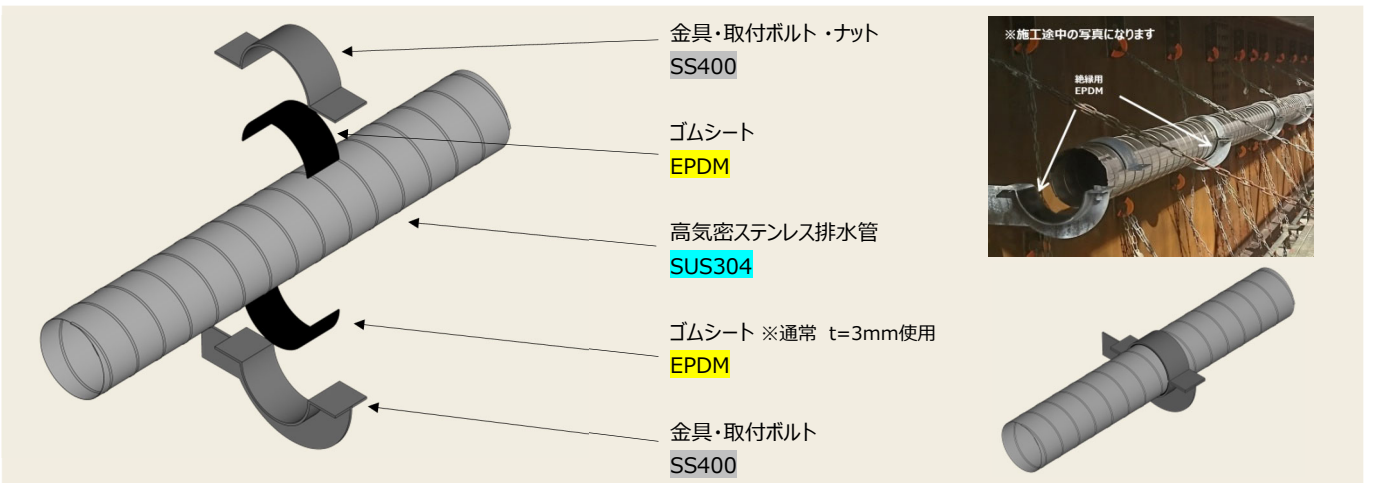 金具・取付ボルト ・ナット
SS400
ゴムシート
EPDM
高気密ステンレス排水管
SUS304
ゴムシート ※通常 t=3mm使用
EPDM
金具・取付ボルト
SS400
※施工途中の写真になります
絶縁用
EPDM